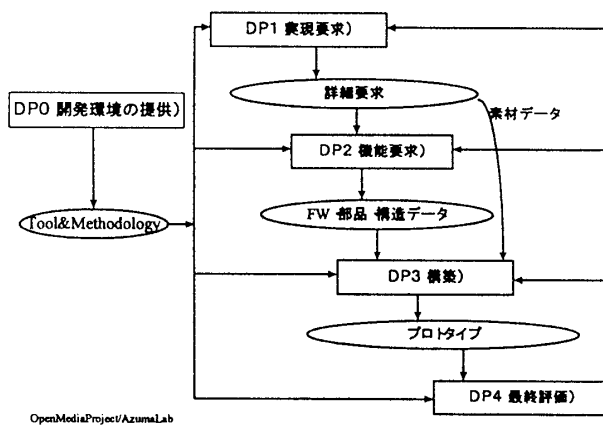 DP1 実現要求)
DP0 開発環境の提供)
詳細要求
素材データ
DP2 機能要求)
Tool&Methodology
FW 部品 構造データ
DP3 構築)
プロトタイプ
DP4 最終評価)
OpenMediaProject/AzumaLab